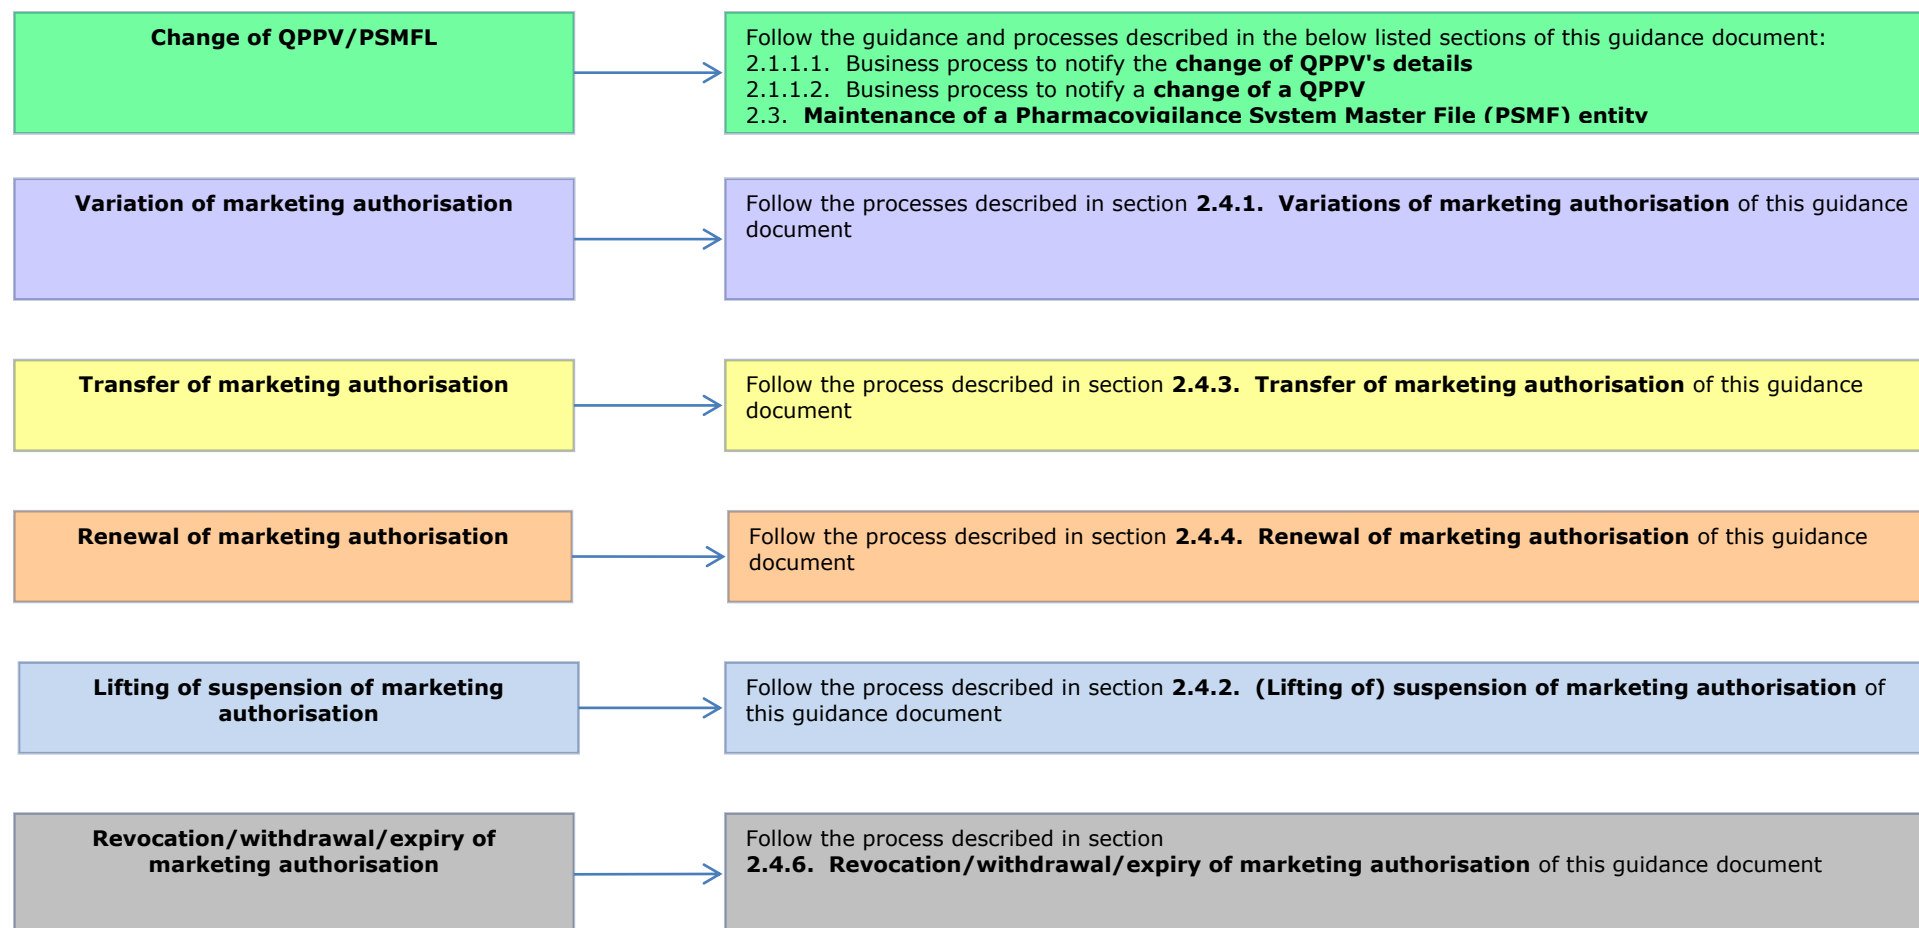 Change of QPPV/PSMFL
Follow the guidance and processes described in the below listed sections of this guidance document:
2.1.1.1. Business process to notify the change of QPPV's details
2.1.1.2. Business process to notify a change of a QPPV
2.3. Maintenance of a Pharmacovigilance System Master File (PSMF) entity
Variation of marketing authorisation
Follow the processes described in section 2.4.1. Variations of marketing authorisation of this guidance
document
Transfer of marketing authorisation
Follow the process described in section 2.4.3. Transfer of marketing authorisation of this guidance
document
Renewal of marketing authorisation
Follow the process described in section 2.4.4. Renewal of marketing authorisation of this guidance
document
Lifting of suspension of marketing
authorisation
Follow the process described in section 2.4.2. (Lifting of) suspension of marketing authorisation of
this guidance document
Revocation/withdrawal/expiry of
marketing authorisation
Follow the process described in section
2.4.6. Revocation/withdrawal/expiry of marketing authorisation of this guidance document